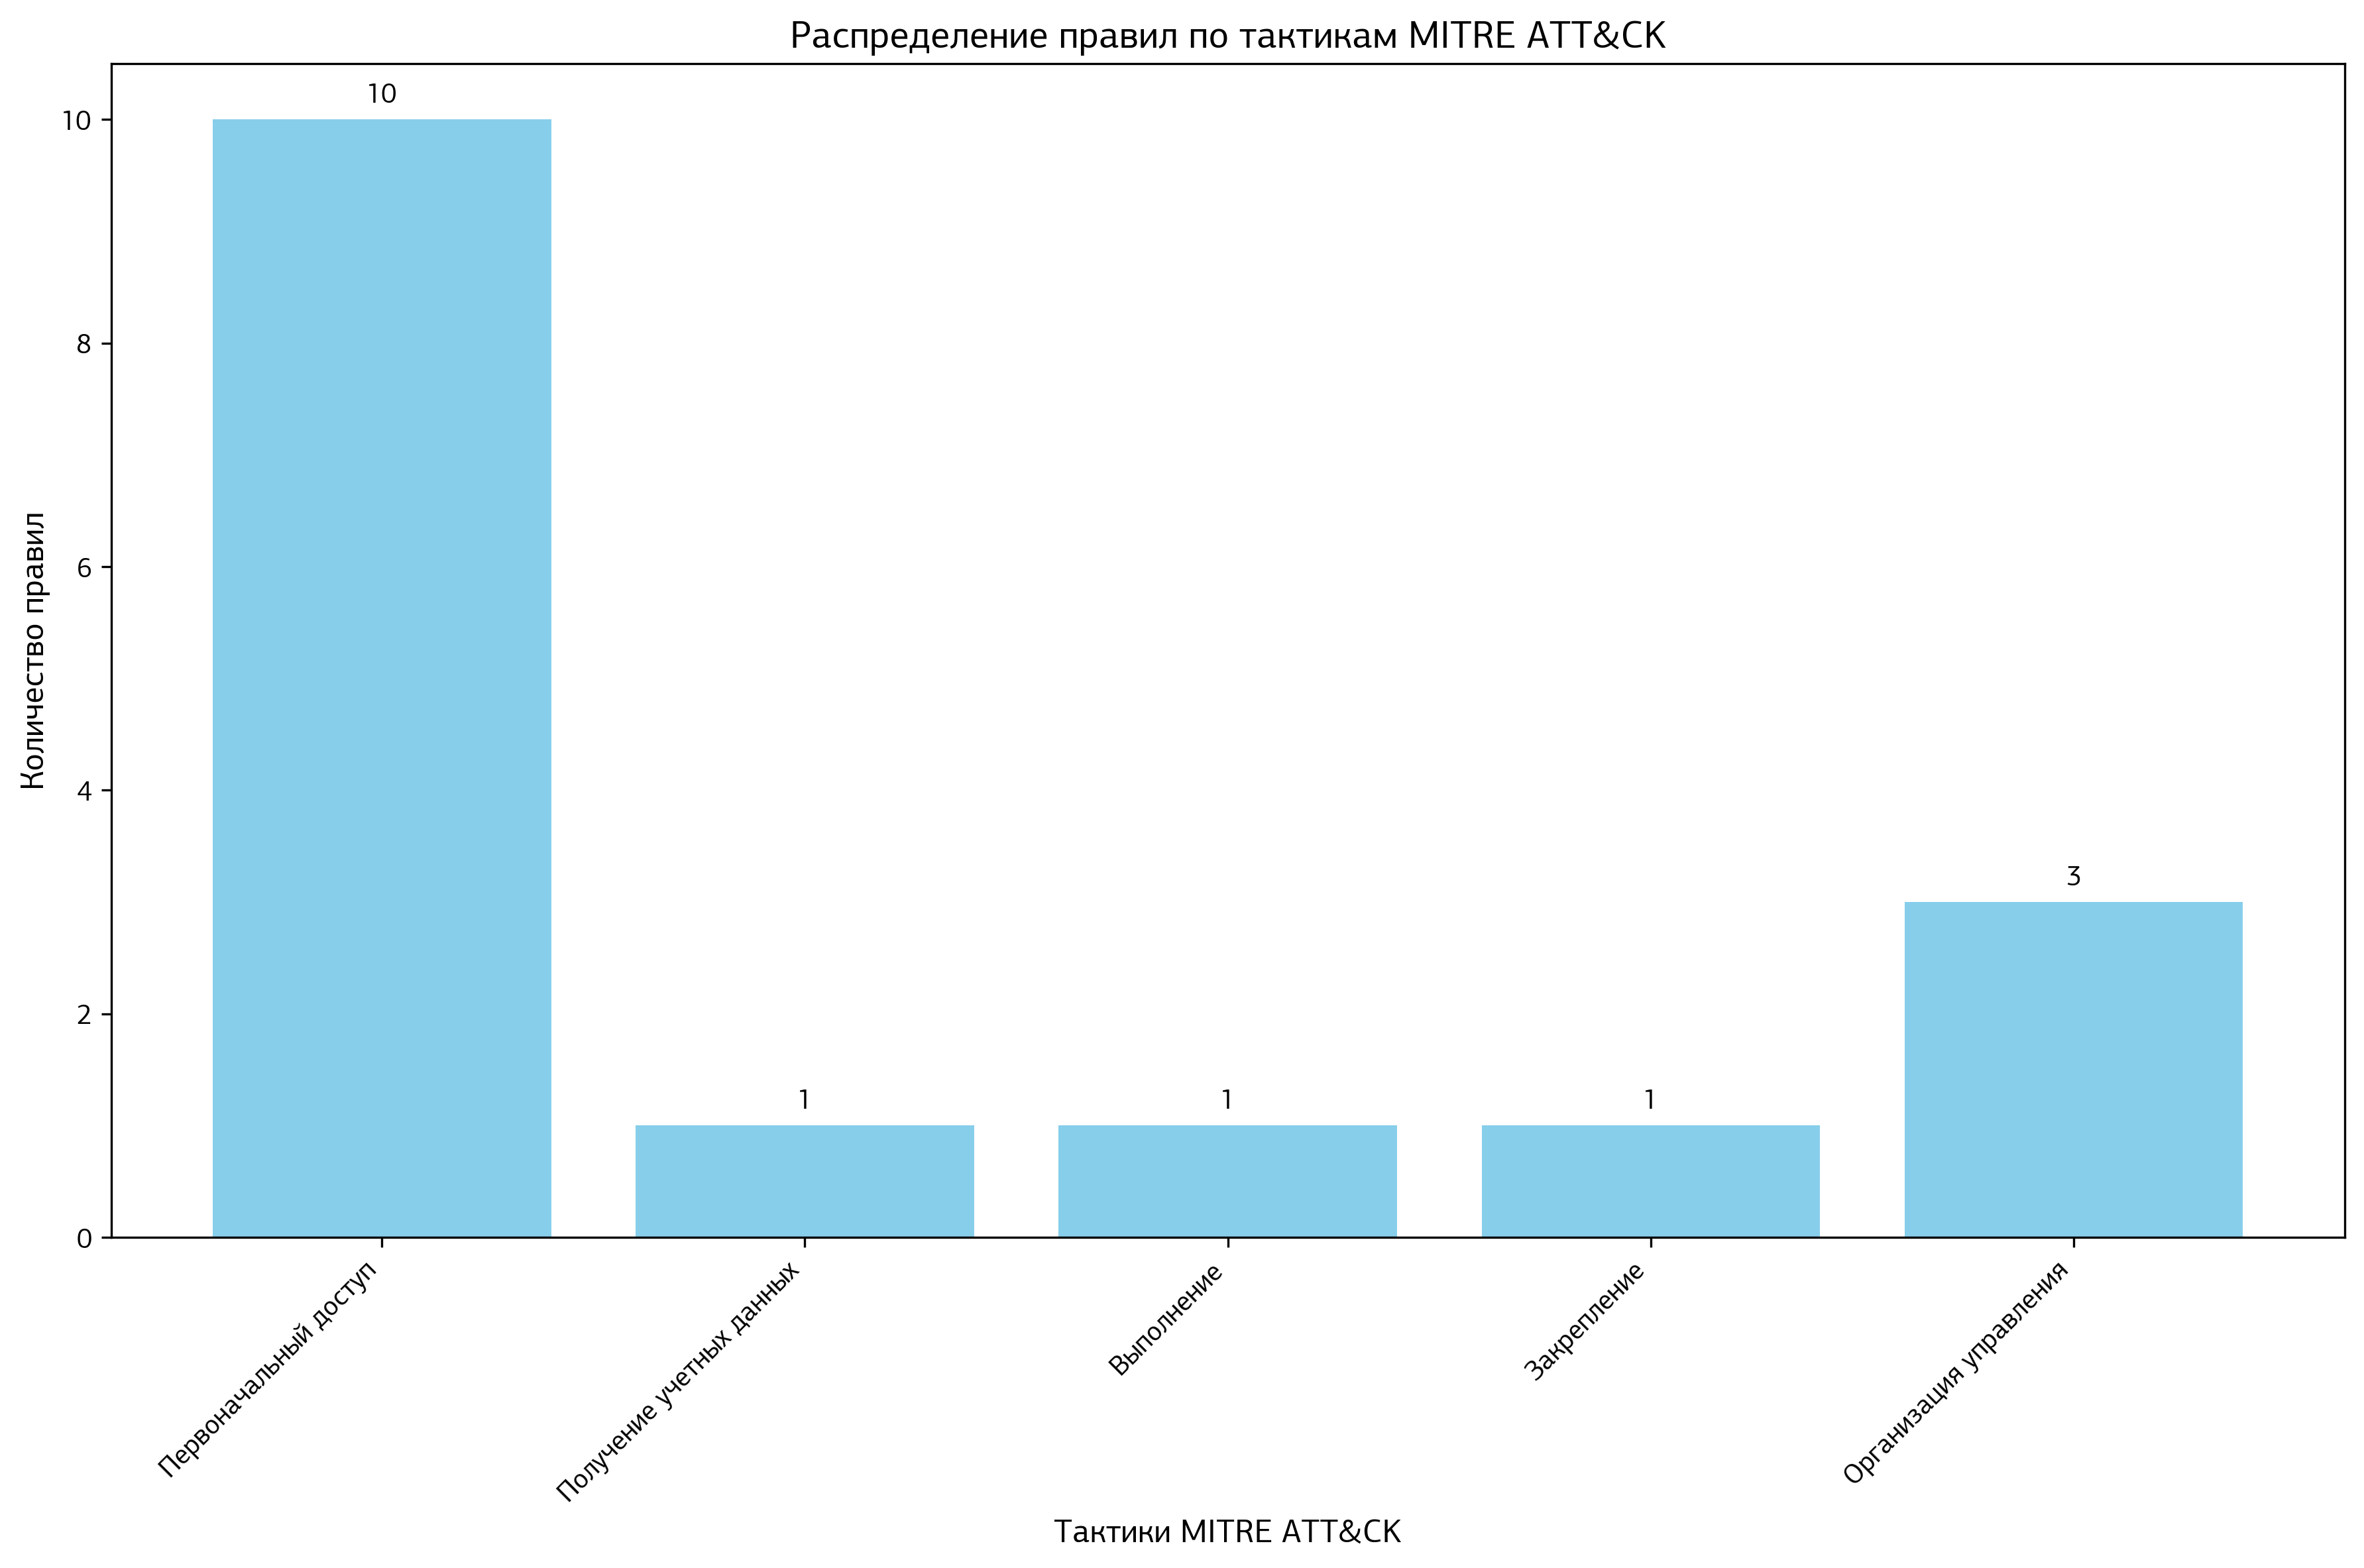 Распределение правил по тактикам MITRE ATT&CK
Количество правил
10
8
6
4
2
0
10
1
1
1
3
Первоначальный доступ
Получение учетных данных
Выполнение
Закрепление
Организация управления
Тактики MITRE ATT&CK